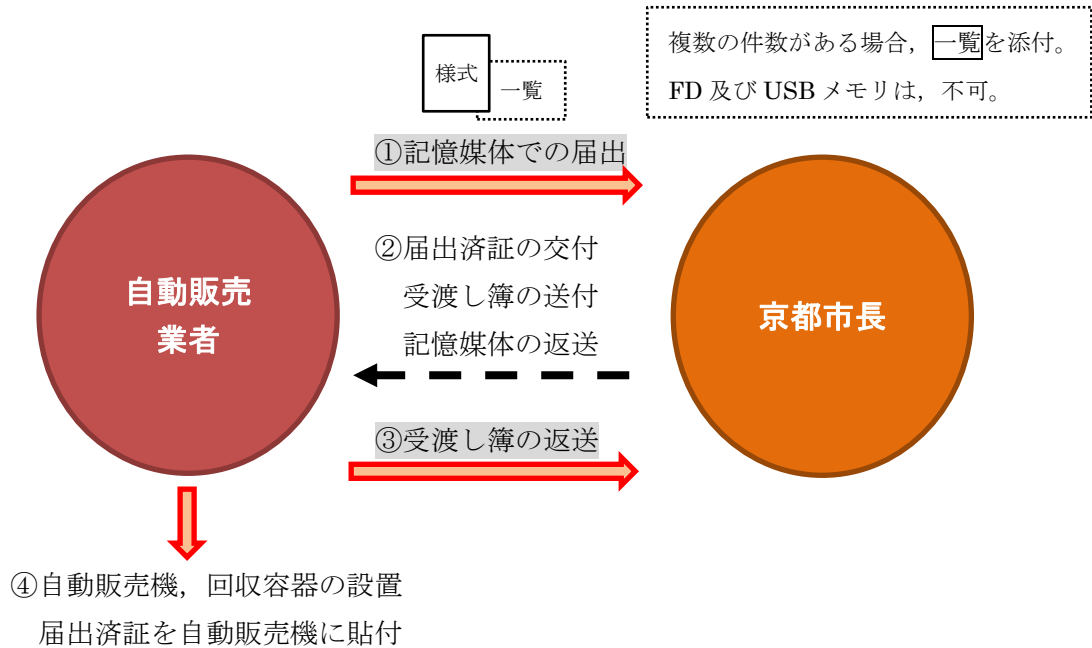 複数の件数がある場合，一覧を添付。
FD 及び USB メモリは，不可。
様式
一覧
①記憶媒体での届出
②届出済証の交付
受渡し簿の送付
記憶媒体の返送
自動販売
業者
京都市長
③受渡し簿の返送
④自動販売機，回収容器の設置
届出済証を自動販売機に貼付